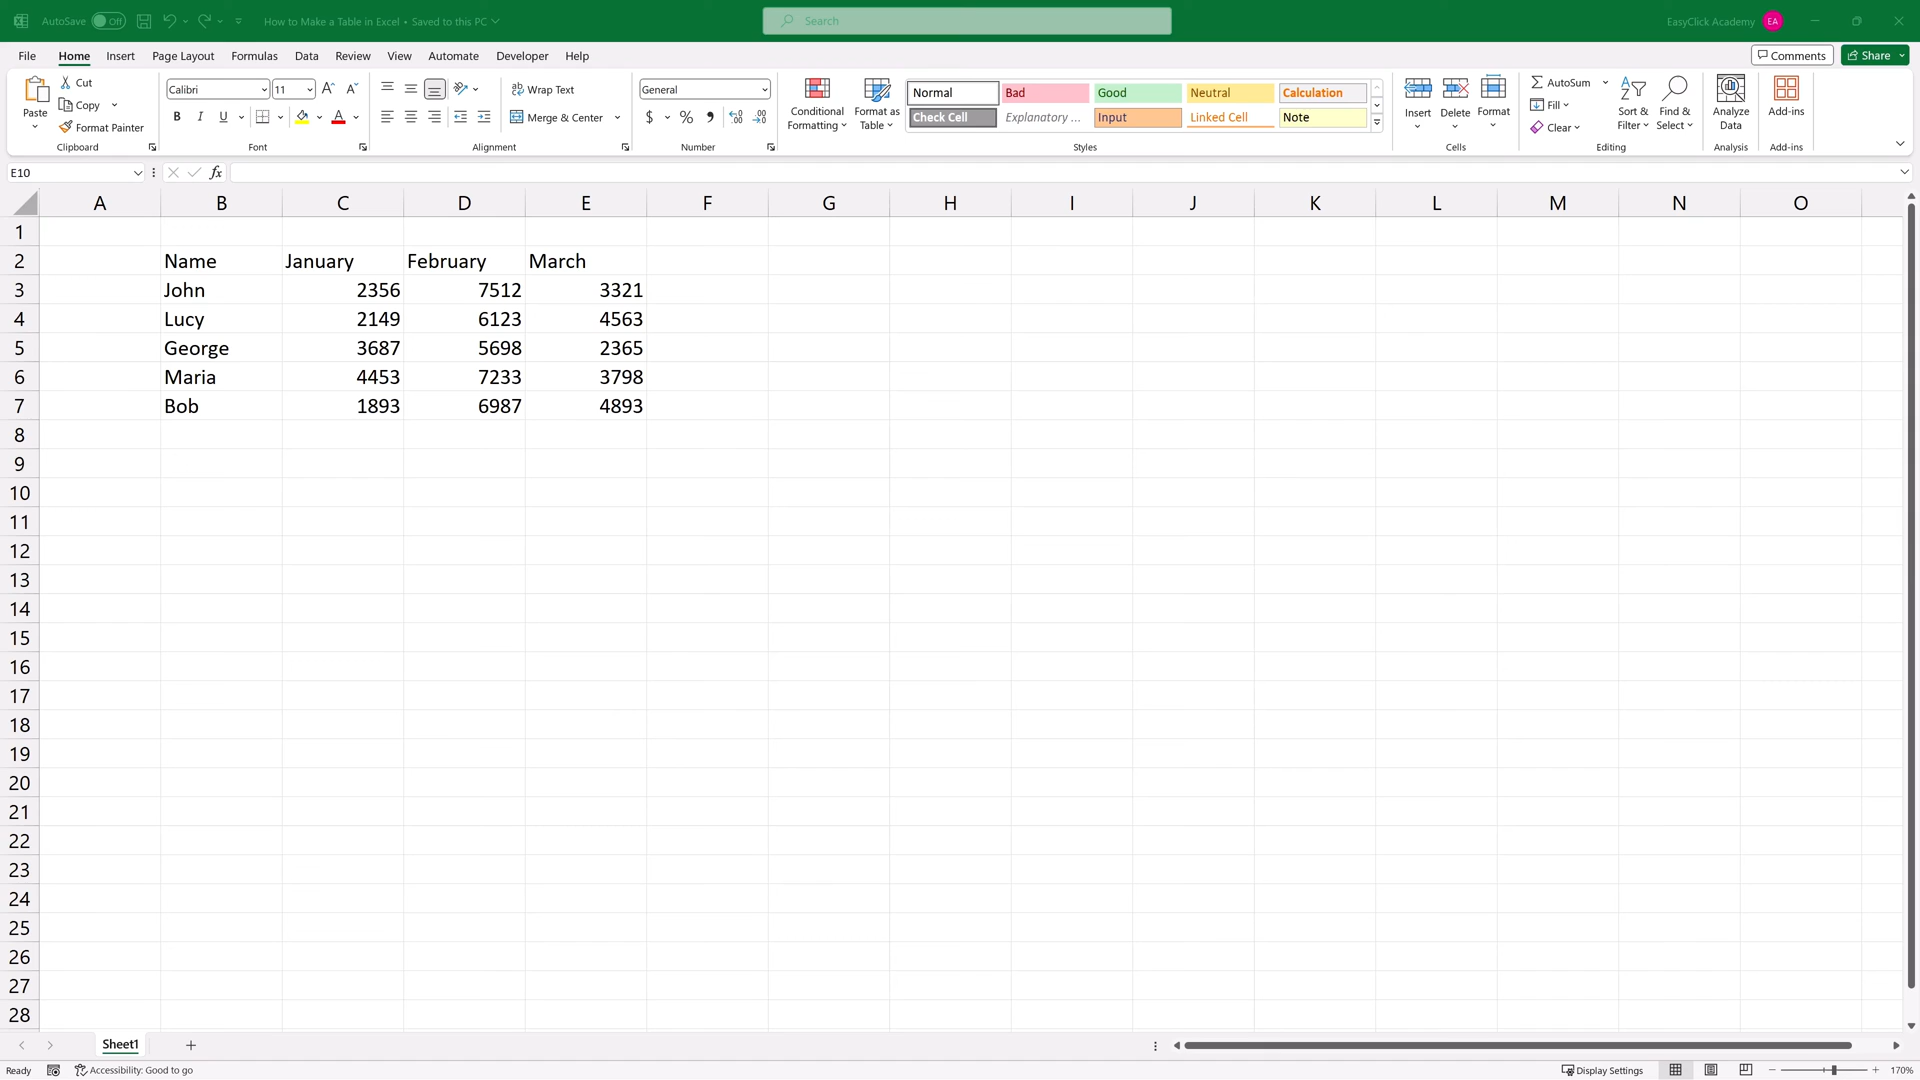 AutoSave Off How to Make a Table in Excel • Saved to this PC Search EasyClick Academy EA
File Home Insert Page Layout Formulas Data Review View Automate Developer Help Comments Share
Paste Cut Copy Format Painter
Clipboard
Calibri 11
B I U A
Font
Wrap Text
Merge & Center
Alignment
General
$ % ,
Number
Conditional Formatting Format as Table
Normal Bad Good Neutral Calculation
Check Cell Explanatory ... Input Linked Cell Note
Styles
Insert Delete Format
Cells
AutoSum
Fill
Clear
Sort & Filter Find & Select
Editing
Analyze Data
Analysis
Add-ins
Add-ins
E10 fx
A B C D E F G H I J K L M N O
1
2 Name January February March
3 John 2356 7512 3321
4 Lucy 2149 6123 4563
5 George 3687 5698 2365
6 Maria 4453 7233 3798
7 Bob 1893 6987 4893
8
9
10
11
12
13
14
15
16
17
18
19
20
21
22
23
24
25
26
27
28
Sheet1
Ready Accessibility: Good to go Display Settings 170%